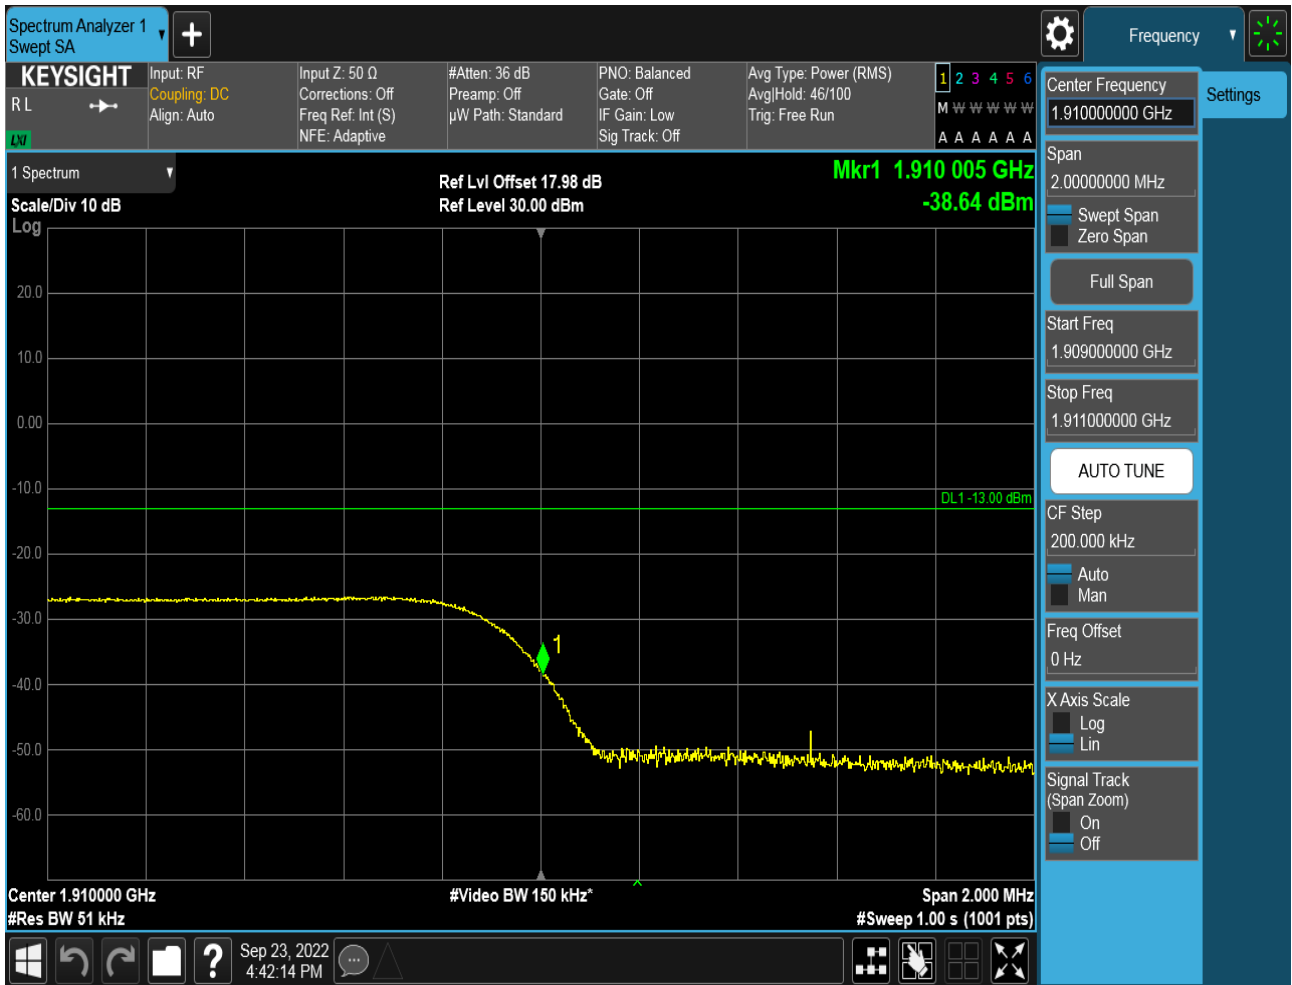 Spectrum Analyzer 1
Swept SA
Frequency
Settings
KEYSIGHT
R L
LXI
Input: RF
Coupling: DC
Align: Auto
Input Z: 50 Ω
Corrections: Off
Freq Ref: Int (S)
NFE: Adaptive
#Atten: 36 dB
Preamp: Off
µW Path: Standard
PNO: Balanced
Gate: Off
IF Gain: Low
Sig Track: Off
Avg Type: Power (RMS)
Avg|Hold: 46/100
Trig: Free Run
1 2 3 4 5 6
M W W W W W
A A A A A A
1 Spectrum
Scale/Div 10 dB
Log
Ref Lvl Offset 17.98 dB
Ref Level 30.00 dBm
Mkr1 1.910 005 GHz
-38.64 dBm
20.0
10.0
0.00
-10.0
DL1 -13.00 dBm
-20.0
-30.0
1
-40.0
-50.0
-60.0
Center 1.910000 GHz
#Res BW 51 kHz
#Video BW 150 kHz*
Span 2.000 MHz
#Sweep 1.00 s (1001 pts)
Center Frequency
1.910000000 GHz
Span
2.00000000 MHz
Swept Span
Zero Span
Full Span
Start Freq
1.909000000 GHz
Stop Freq
1.911000000 GHz
AUTO TUNE
CF Step
200.000 kHz
Auto
Man
Freq Offset
0 Hz
X Axis Scale
Log
Lin
Signal Track
(Span Zoom)
On
Off
?
Sep 23, 2022
4:42:14 PM